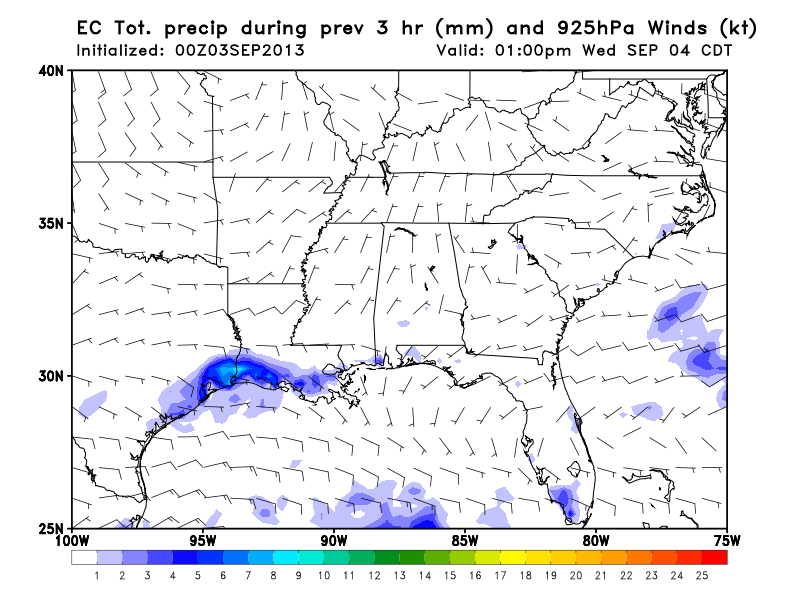 EC Tot. precip during prev 3 hr (mm) and 925hPa Winds (kt)
Initialized: 00Z03SEP2013 Valid: 01:00pm Wed SEP 04 CDT
40N
35N
30N
25N
100W 95W 90W 85W 80W 75W
1 2 3 4 5 6 7 8 9 10 11 12 13 14 15 16 17 18 19 20 21 22 23 24 25